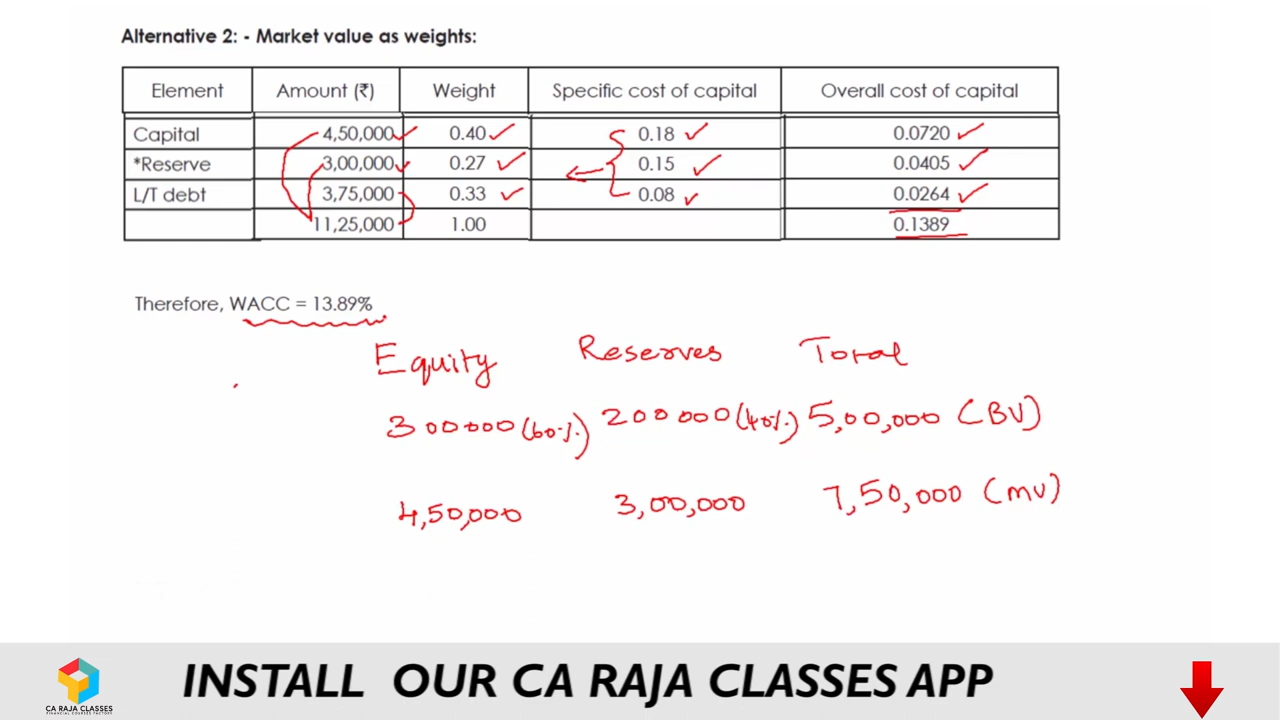 Alternative 2: - Market value as weights:
Element Amount (₹) Weight Specific cost of capital Overall cost of capital
Capital 4,50,000 0.40 0.18 0.0720
*Reserve 3,00,000 0.27 0.15 0.0405
L/T debt 3,75,000 0.33 0.08 0.0264
11,25,000 1.00 0.1389
Therefore, WACC = 13.89%
Equity Reserves Total
300000 (60%) 200000 (40%) 5,00,000 (BV)
4,50,000 3,00,000 7,50,000 (MV)
INSTALL OUR CA RAJA CLASSES APP
CA RAJA CLASSES
FINANCIAL COURSES FACTORY